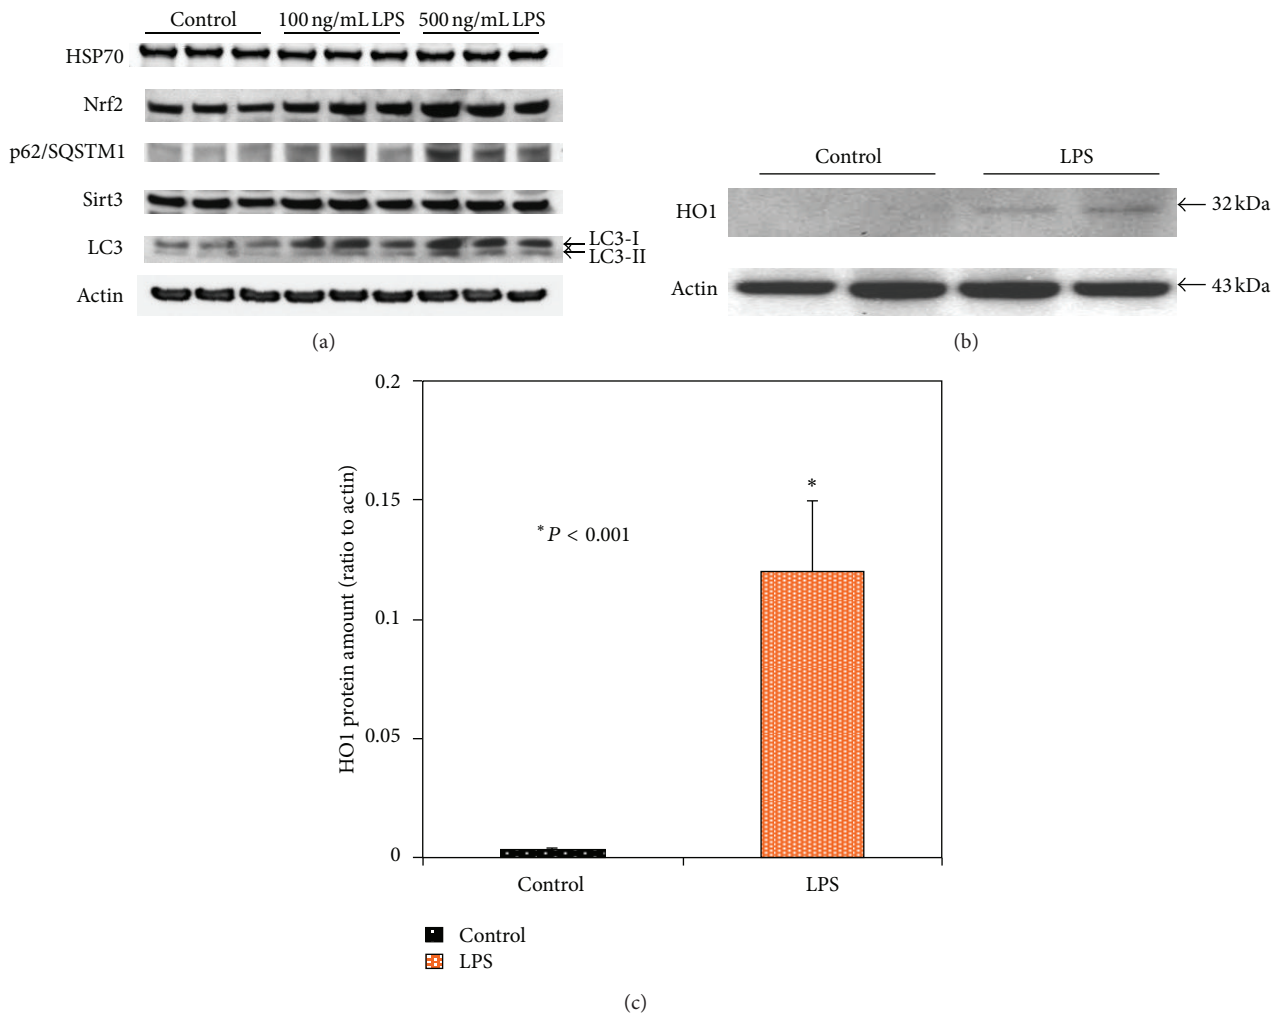 Control 100 ng/mL LPS 500 ng/mL LPS
HSP70
Nrf2
p62/SQSTM1
Sirt3
LC3
LC3-I
LC3-II
Actin
(a)
Control LPS
HO1
32 kDa
Actin
43 kDa
(b)
HO1 protein amount (ratio to actin)
0.2
0.15
0.1
0.05
0
*
* P < 0.001
Control LPS
Control
LPS
(c)